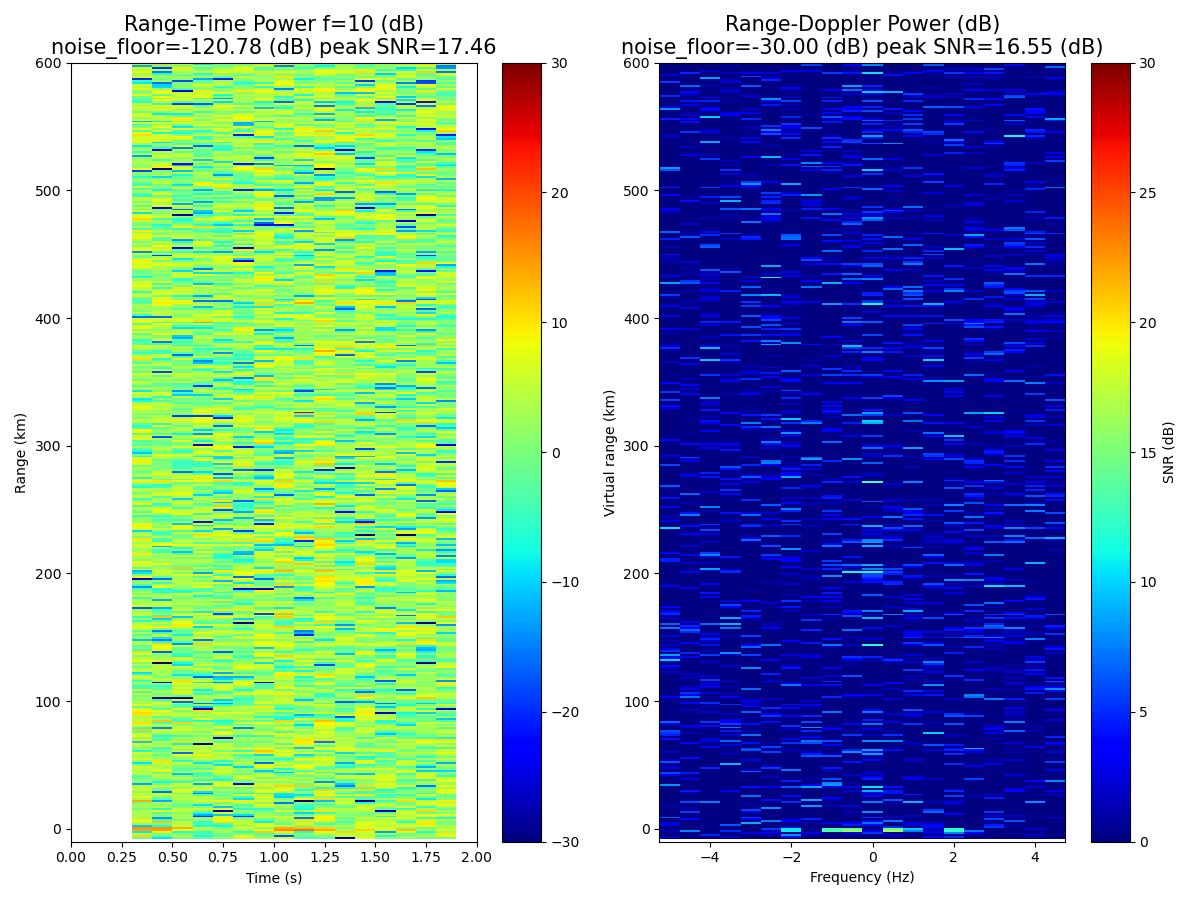 Range-Time Power f=10 (dB)
noise_floor=-120.78 (dB) peak SNR=17.46
Range-Doppler Power (dB)
noise_floor=-30.00 (dB) peak SNR=16.55 (dB)
600
500
400
300
200
100
0
Range (km)
0.00 0.25 0.50 0.75 1.00 1.25 1.50 1.75 2.00
Time (s)
30
20
10
0
−10
−20
−30
600
500
400
300
200
100
0
Virtual range (km)
−4 −2 0 2 4
Frequency (Hz)
30
25
20
15
10
5
0
SNR (dB)